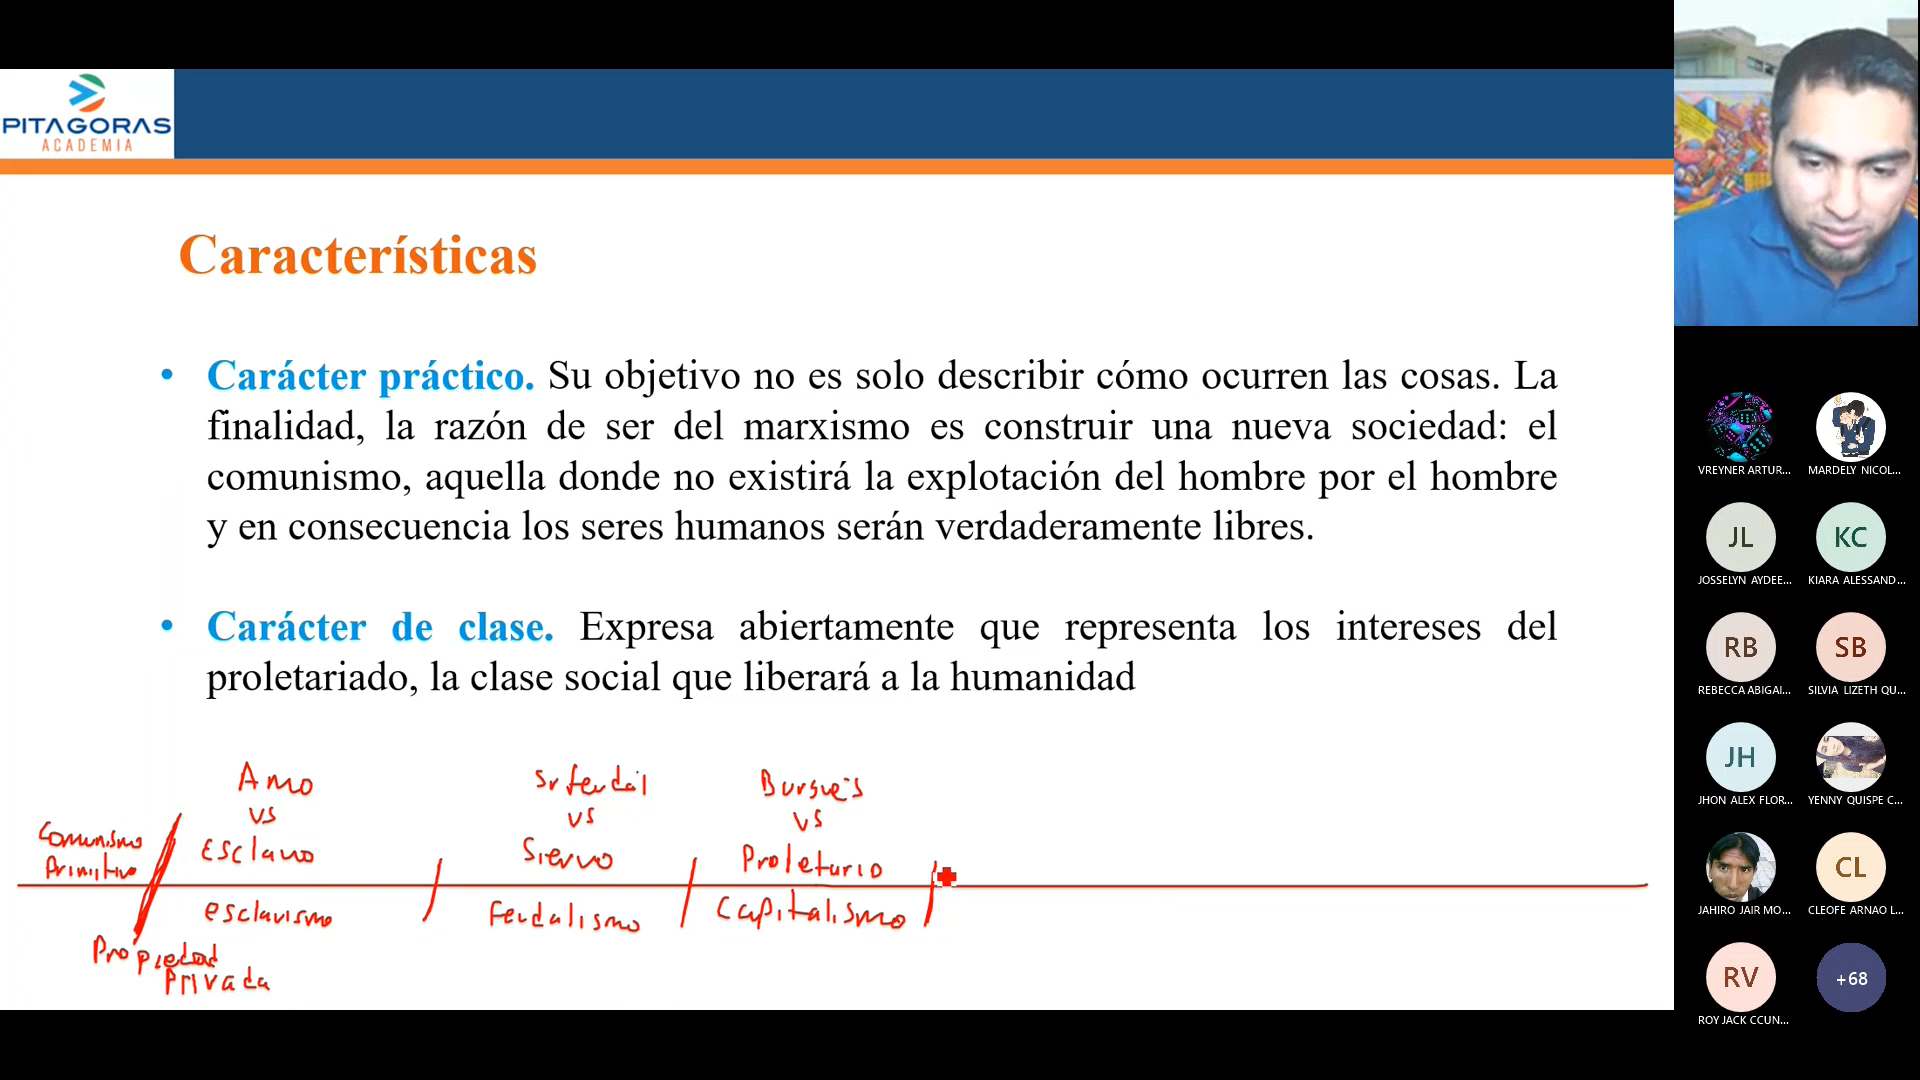 PITAGORAS
ACADEMIA
Características
• Carácter práctico. Su objetivo no es solo describir cómo ocurren las cosas. La
finalidad, la razón de ser del marxismo es construir una nueva sociedad: el
comunismo, aquella donde no existirá la explotación del hombre por el hombre
y en consecuencia los seres humanos serán verdaderamente libres.
• Carácter de clase. Expresa abiertamente que representa los intereses del
proletariado, la clase social que liberará a la humanidad
Comunismo
Primitivo
Amo
vs
Esclavo
Sr feudal
vs
Siervo
Burgués
vs
Proletario
esclavismo
Feudalismo
Capitalismo
Propiedad
Privada
VREYNER ARTUR...
MARDELY NICOL...
JL
JOSSELYN AYDEE...
KC
KIARA ALESSAND...
RB
REBECCA ABIGAI...
SB
SILVIA LIZETH QU...
JH
JHON ALEX FLOR...
YENNY QUISPE C...
JAHIRO JAIR MO...
CL
CLEOFE ARNAO L...
RV
ROY JACK CCUN...
+68